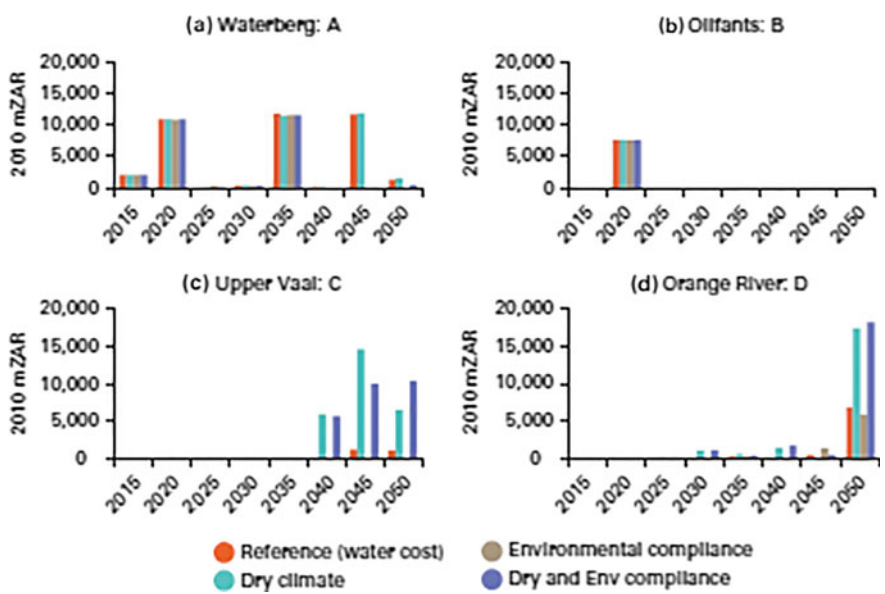 (a) Waterberg: A
2010 mZAR
20,000
15,000
10,000
5,000
0
2015 2020 2025 2030 2035 2040 2045 2050
(b) Olifants: B
2010 mZAR
20,000
15,000
10,000
5,000
0
2015 2020 2025 2030 2035 2040 2045 2050
(c) Upper Vaal: C
2010 mZAR
20,000
15,000
10,000
5,000
0
2015 2020 2025 2030 2035 2040 2045 2050
(d) Orange River: D
2010 mZAR
20,000
15,000
10,000
5,000
0
2015 2020 2025 2030 2035 2040 2045 2050
Reference (water cost)
Environmental compliance
Dry climate
Dry and Env compliance